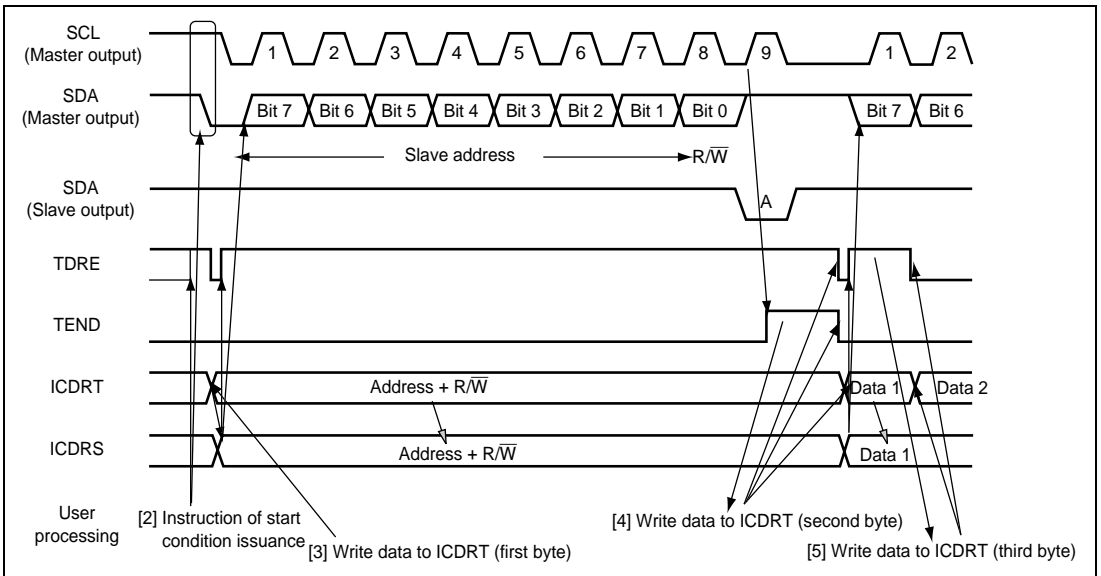 SCL
(Master output)
1 2 3 4 5 6 7 8 9 1 2
SDA
(Master output)
Bit 7 Bit 6 Bit 5 Bit 4 Bit 3 Bit 2 Bit 1 Bit 0 Bit 7 Bit 6
Slave address R/W̅
SDA
(Slave output)
A
TDRE
TEND
ICDRT
Address + R/W̅ Data 1 Data 2
ICDRS
Address + R/W̅ Data 1
User
processing
[2] Instruction of start
condition issuance
[3] Write data to ICDRT (first byte)
[4] Write data to ICDRT (second byte)
[5] Write data to ICDRT (third byte)